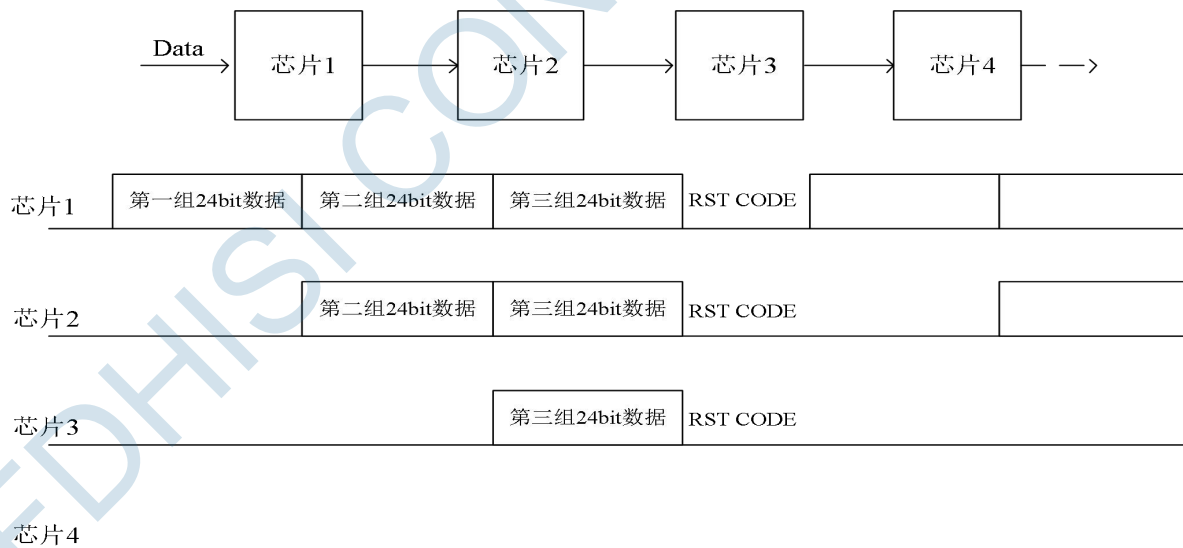 Data
芯片1 芯片2 芯片3 芯片4
芯片1 第一组24bit数据 第二组24bit数据 第三组24bit数据 RST CODE
芯片2 第二组24bit数据 第三组24bit数据 RST CODE
芯片3 第三组24bit数据 RST CODE
芯片4